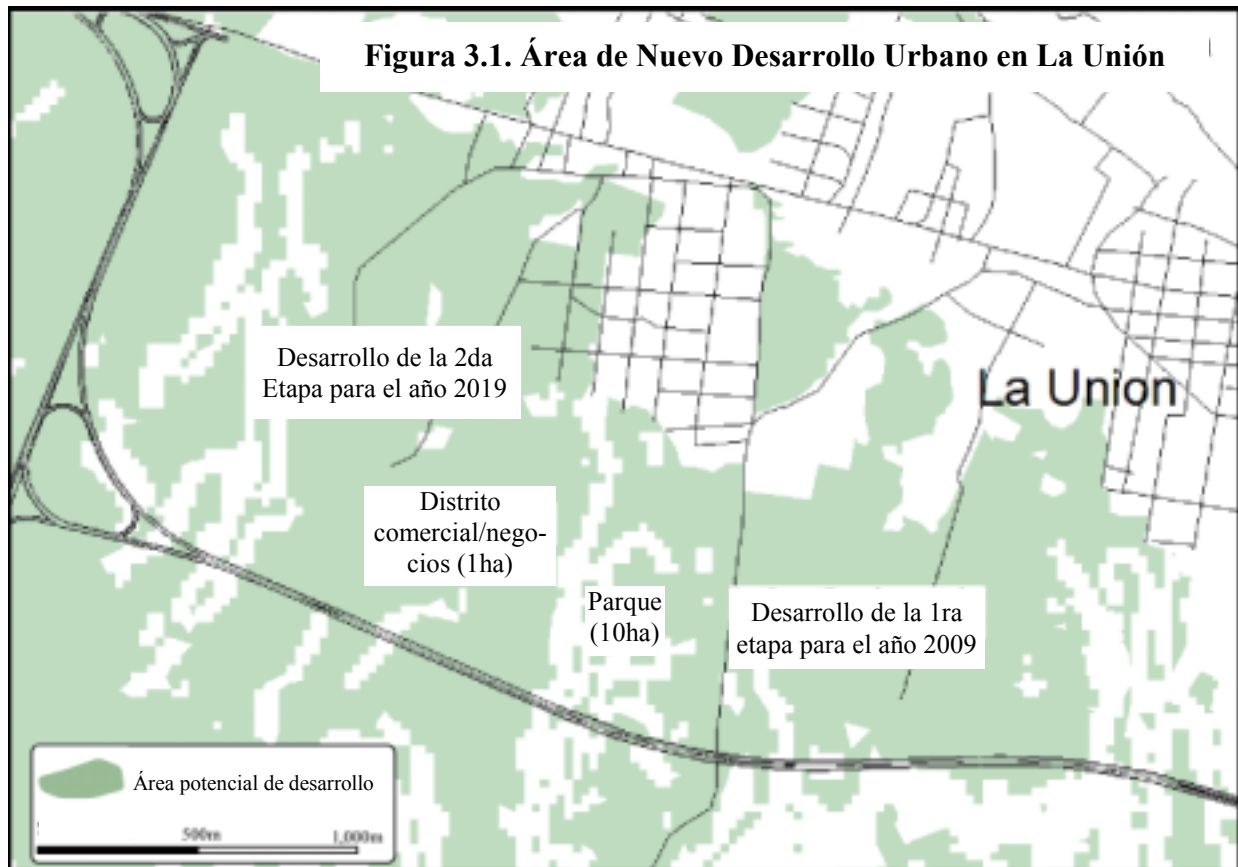 Figura 3.1. Área de Nuevo Desarrollo Urbano en La Unión
Desarrollo de la 2da
Etapa para el año 2019
La Union
Distrito
comercial/nego-
cios (1ha)
Parque
(10ha)
Desarrollo de la 1ra
etapa para el año 2009
Área potencial de desarrollo
500m
1,000m